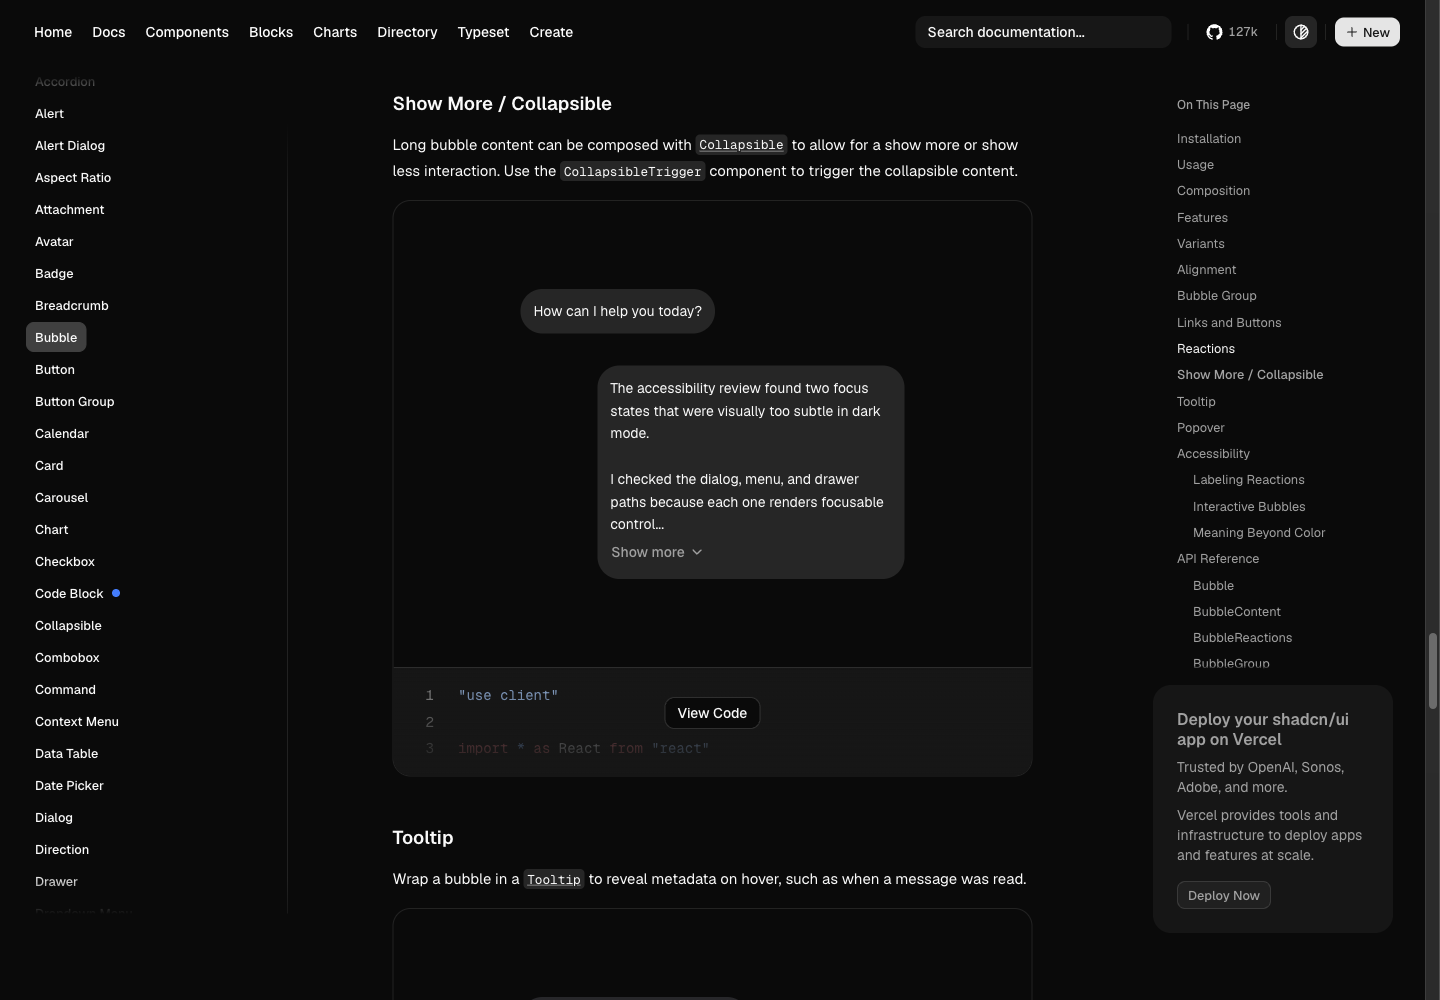 Home Docs Components Blocks Charts Directory Typeset Create
Search documentation...
127k
New
Accordion
Alert
Alert Dialog
Aspect Ratio
Attachment
Avatar
Badge
Breadcrumb
Bubble
Button
Button Group
Calendar
Card
Carousel
Chart
Checkbox
Code Block
Collapsible
Combobox
Command
Context Menu
Data Table
Date Picker
Dialog
Direction
Drawer
Dropdown Menu
Show More / Collapsible
Long bubble content can be composed with Collapsible to allow for a show more or show
less interaction. Use the CollapsibleTrigger component to trigger the collapsible content.
How can I help you today?
The accessibility review found two focus
states that were visually too subtle in dark
mode.
I checked the dialog, menu, and drawer
paths because each one renders focusable
control...
Show more
1 "use client"
2
3 import * as React from "react"
View Code
Tooltip
Wrap a bubble in a Tooltip to reveal metadata on hover, such as when a message was read.
On This Page
Installation
Usage
Composition
Features
Variants
Alignment
Bubble Group
Links and Buttons
Reactions
Show More / Collapsible
Tooltip
Popover
Accessibility
Labeling Reactions
Interactive Bubbles
Meaning Beyond Color
API Reference
Bubble
BubbleContent
BubbleReactions
BubbleGroup
Deploy your shadcn/ui
app on Vercel
Trusted by OpenAI, Sonos,
Adobe, and more.
Vercel provides tools and
infrastructure to deploy apps
and features at scale.
Deploy Now